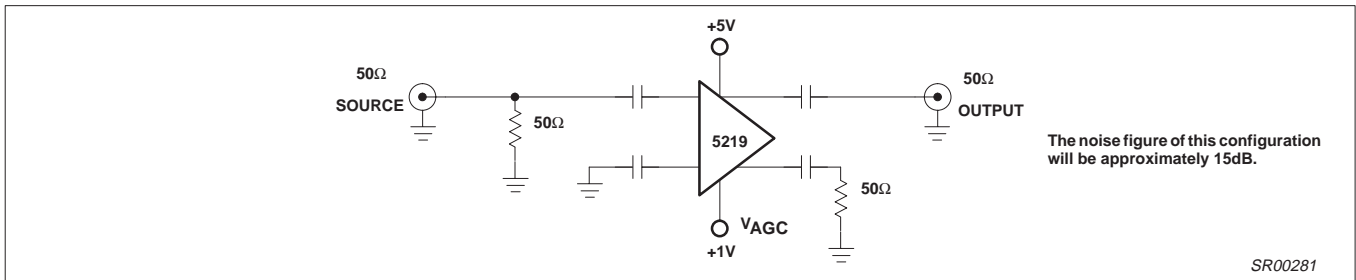 +5V
50Ω
SOURCE
50Ω
5219
50Ω
OUTPUT
The noise figure of this configuration
will be approximately 15dB.
50Ω
VAGC
+1V
SR00281